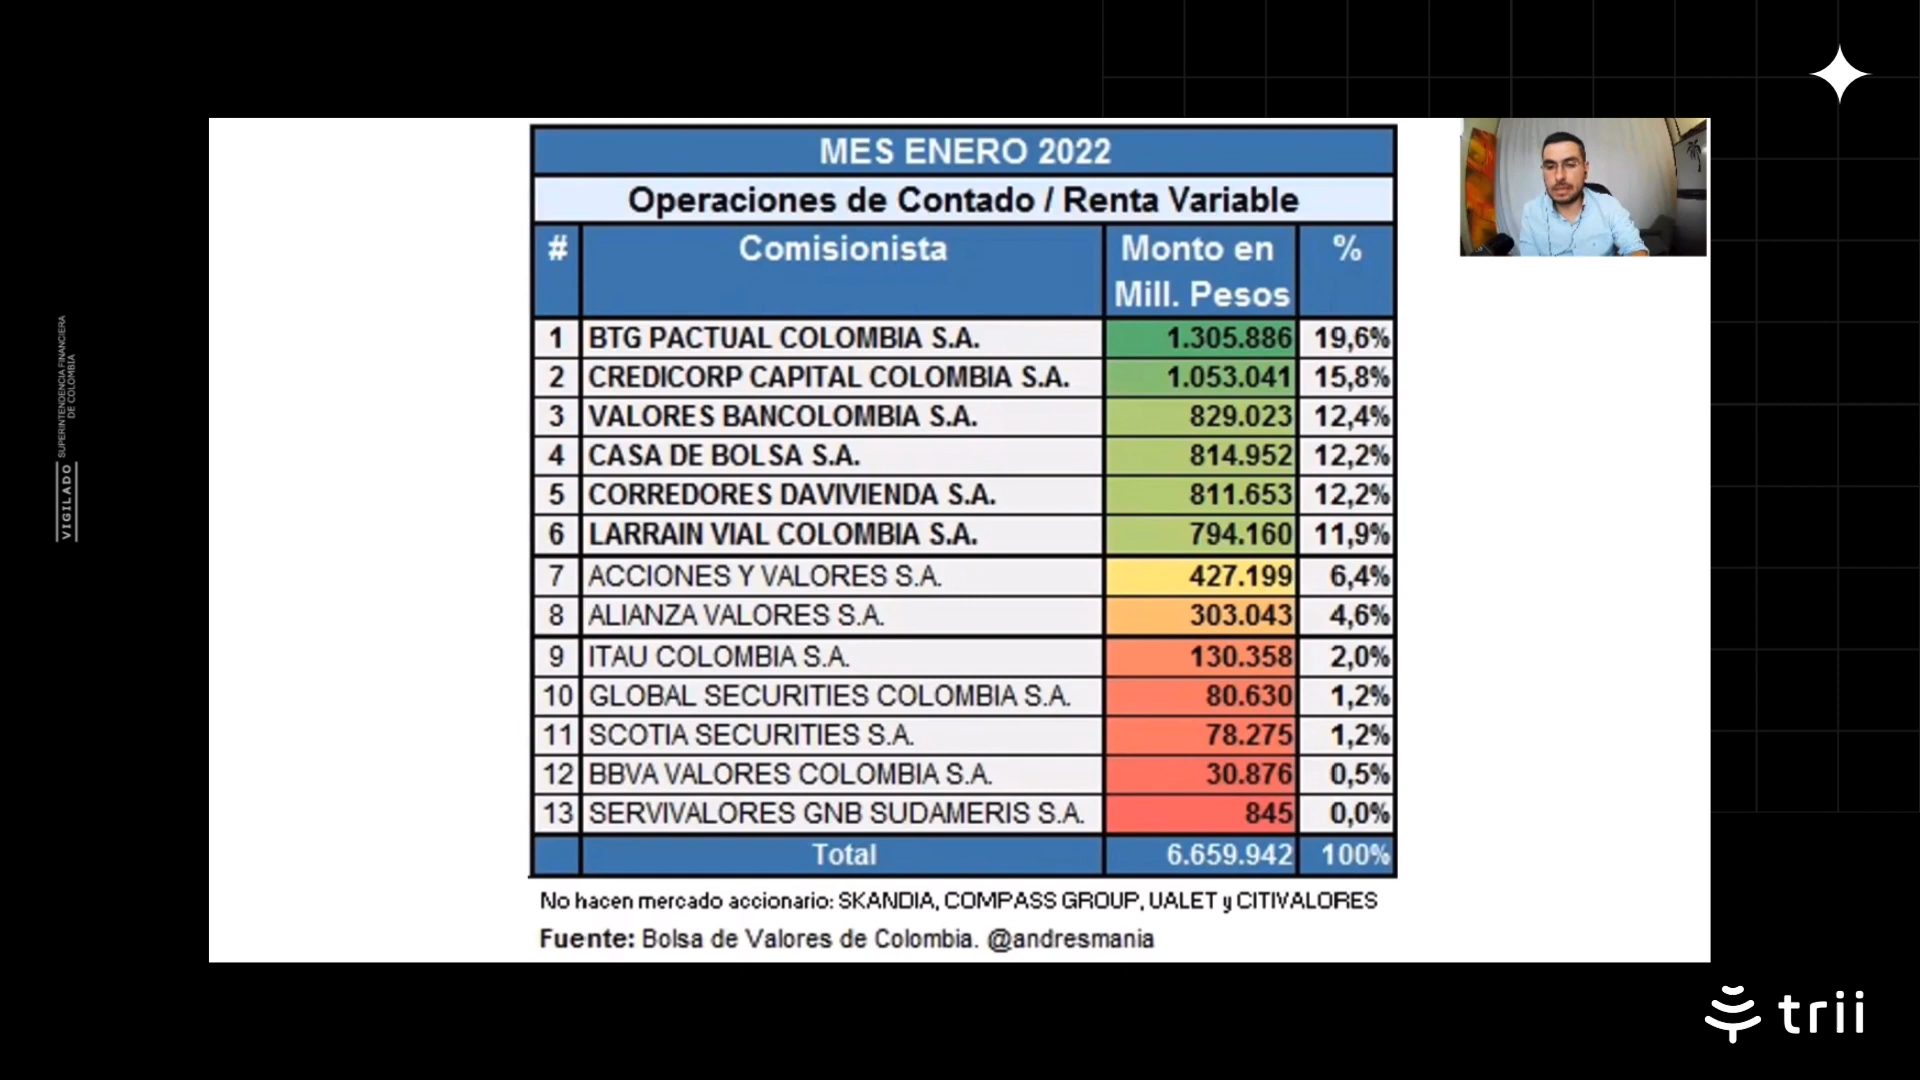 MES ENERO 2022
Operaciones de Contado / Renta Variable
# Comisionista Monto en Mill. Pesos %
1 BTG PACTUAL COLOMBIA S.A. 1.305.886 19,6%
2 CREDICORP CAPITAL COLOMBIA S.A. 1.053.041 15,8%
3 VALORES BANCOLOMBIA S.A. 829.023 12,4%
4 CASA DE BOLSA S.A. 814.952 12,2%
5 CORREDORES DAVIVIENDA S.A. 811.653 12,2%
6 LARRAIN VIAL COLOMBIA S.A. 794.160 11,9%
7 ACCIONES Y VALORES S.A. 427.199 6,4%
8 ALIANZA VALORES S.A. 303.043 4,6%
9 ITAU COLOMBIA S.A. 130.358 2,0%
10 GLOBAL SECURITIES COLOMBIA S.A. 80.630 1,2%
11 SCOTIA SECURITIES S.A. 78.275 1,2%
12 BBVA VALORES COLOMBIA S.A. 30.876 0,5%
13 SERVIVALORES GNB SUDAMERIS S.A. 845 0,0%
Total 6.659.942 100%
No hacen mercado accionario: SKANDIA, COMPASS GROUP, UALET y CITIVALORES
Fuente: Bolsa de Valores de Colombia. @andresmania
VIGILADO
SUPERINTENDENCIA FINANCIERA
DE COLOMBIA
trii